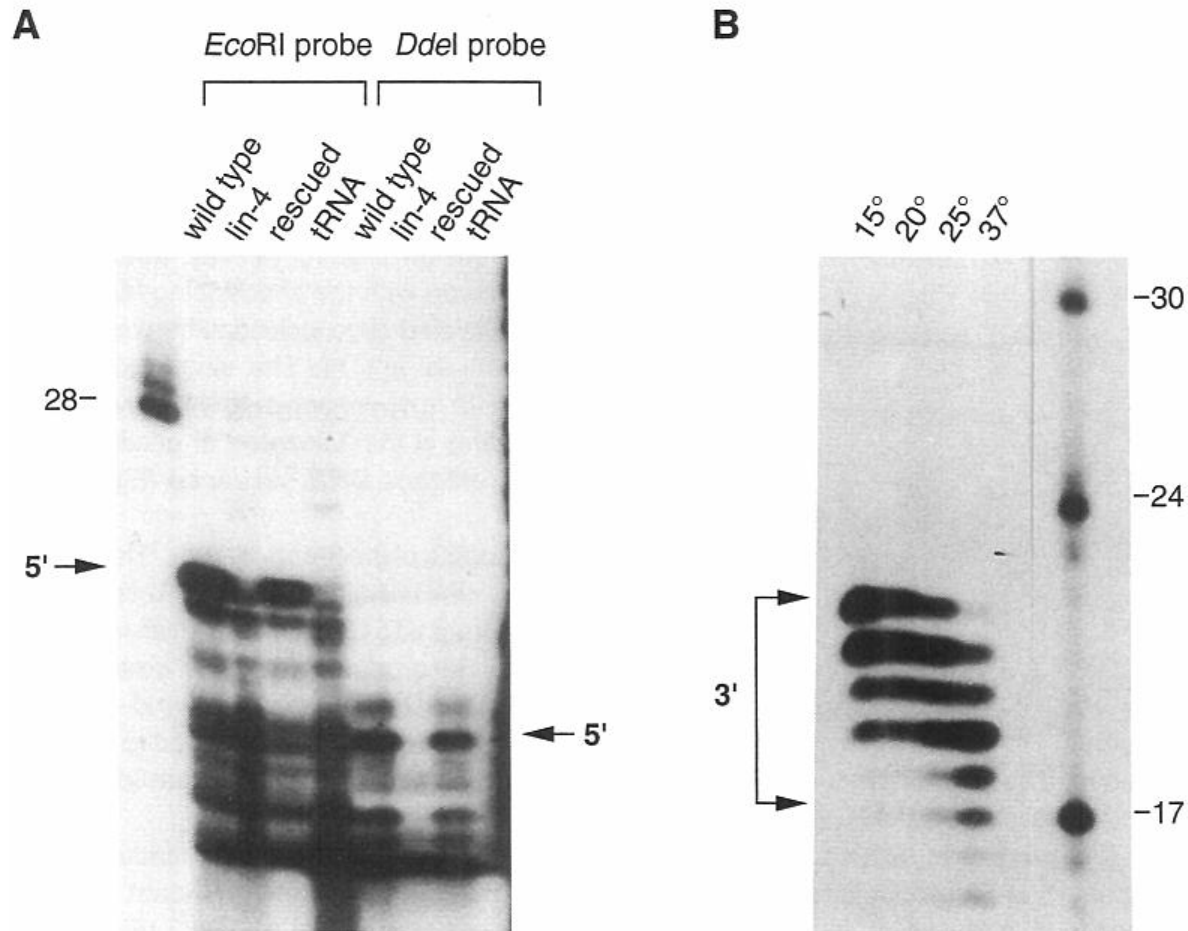 A
EcoRI probe
DdeI probe
wild type
lin-4
rescued
tRNA
wild type
lin-4
rescued
tRNA
28–
5'
5'
B
15°
20°
25°
37°
–30
–24
3'
–17